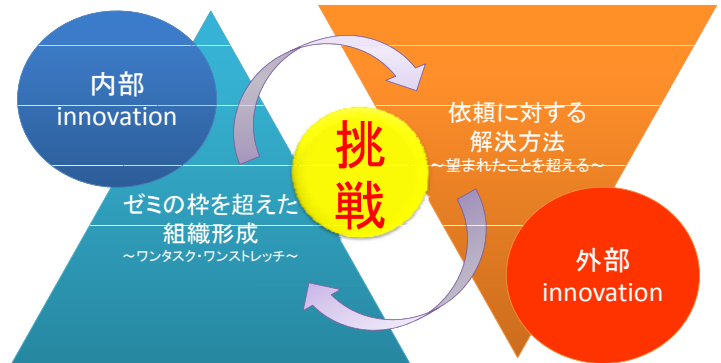 内部
innovation
ゼミの枠を超えた
組織形成
～ワンタスク・ワンストレッチ～
挑
戦
依頼に対する
解決方法
～望まれたことを超える～
外部
innovation